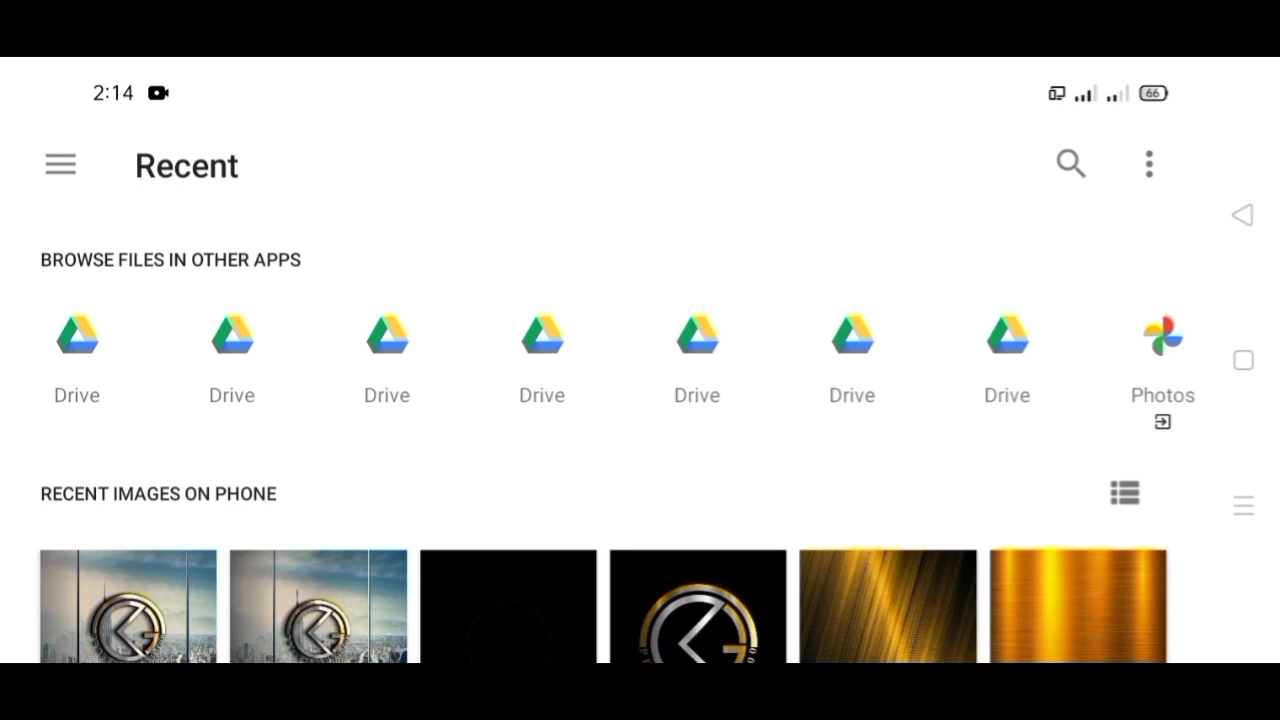 2:14
66
Recent
BROWSE FILES IN OTHER APPS
Drive Drive Drive Drive Drive Drive Drive Photos
RECENT IMAGES ON PHONE